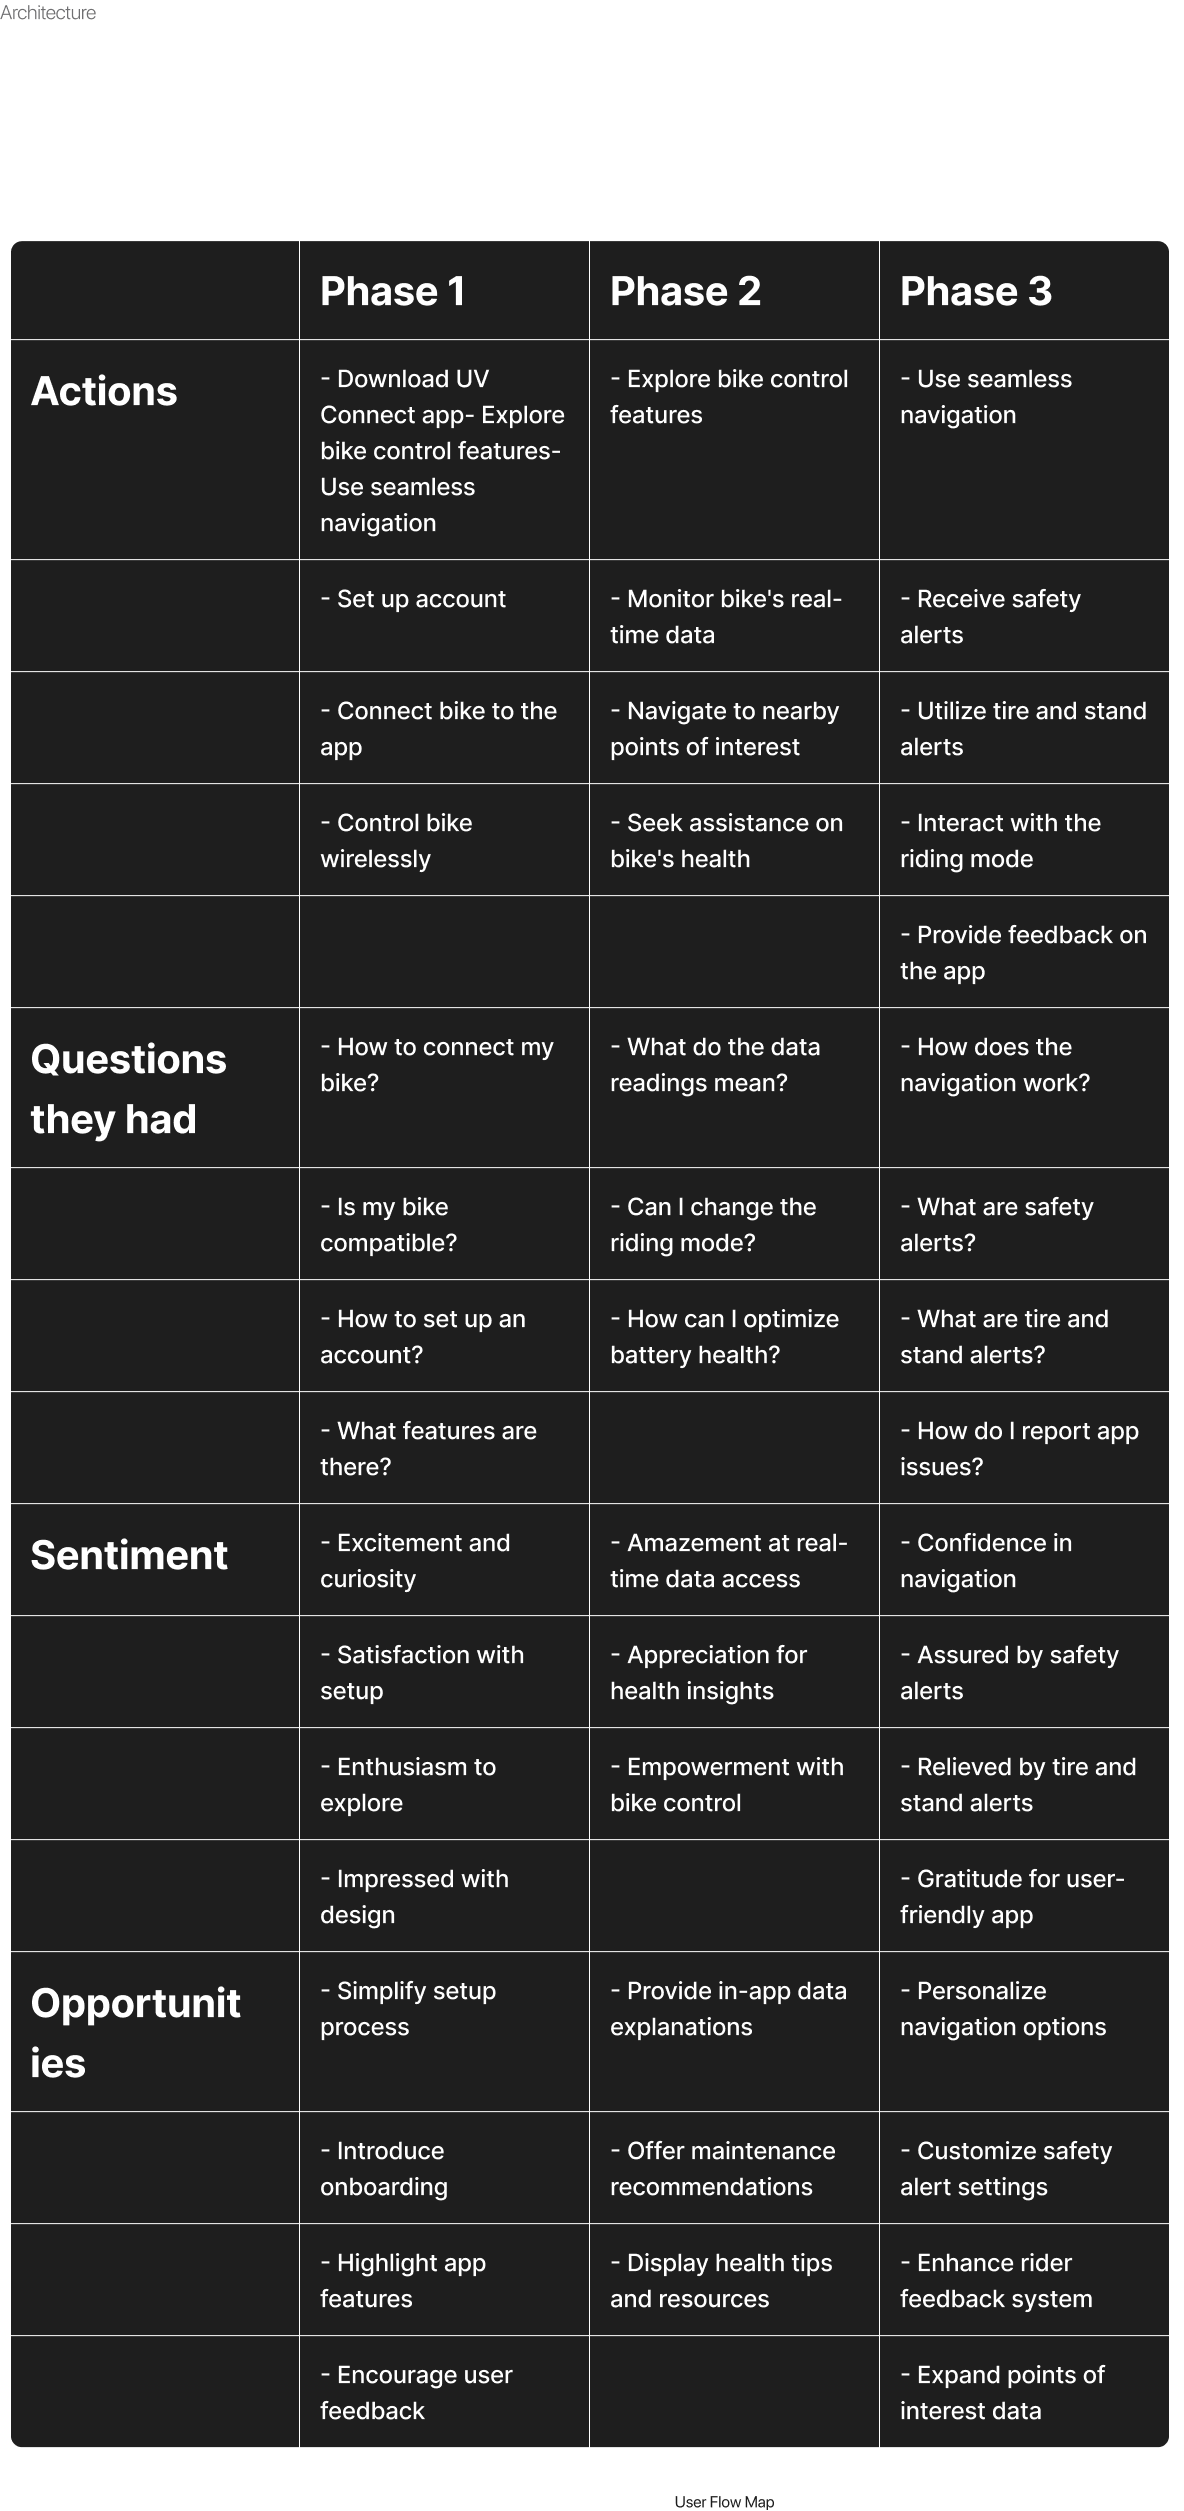 Architecture
Phase 1
Phase 2
Phase 3
Actions
- Download UV
Connect app- Explore
bike control features-
Use seamless
navigation
- Explore bike control
features
- Use seamless
navigation
- Set up account
- Monitor bike's real-
time data
- Receive safety
alerts
- Connect bike to the
app
- Navigate to nearby
points of interest
- Utilize tire and stand
alerts
- Control bike
wirelessly
- Seek assistance on
bike's health
- Interact with the
riding mode
- Provide feedback on
the app
Questions
they had
- How to connect my
bike?
- What do the data
readings mean?
- How does the
navigation work?
- Is my bike
compatible?
- Can I change the
riding mode?
- What are safety
alerts?
- How to set up an
account?
- How can I optimize
battery health?
- What are tire and
stand alerts?
- What features are
there?
- How do I report app
issues?
Sentiment
- Excitement and
curiosity
- Amazement at real-
time data access
- Confidence in
navigation
- Satisfaction with
setup
- Appreciation for
health insights
- Assured by safety
alerts
- Enthusiasm to
explore
- Empowerment with
bike control
- Relieved by tire and
stand alerts
- Impressed with
design
- Gratitude for user-
friendly app
Opportunit
ies
- Simplify setup
process
- Provide in-app data
explanations
- Personalize
navigation options
- Introduce
onboarding
- Offer maintenance
recommendations
- Customize safety
alert settings
- Highlight app
features
- Display health tips
and resources
- Enhance rider
feedback system
- Encourage user
feedback
- Expand points of
interest data
User Flow Map